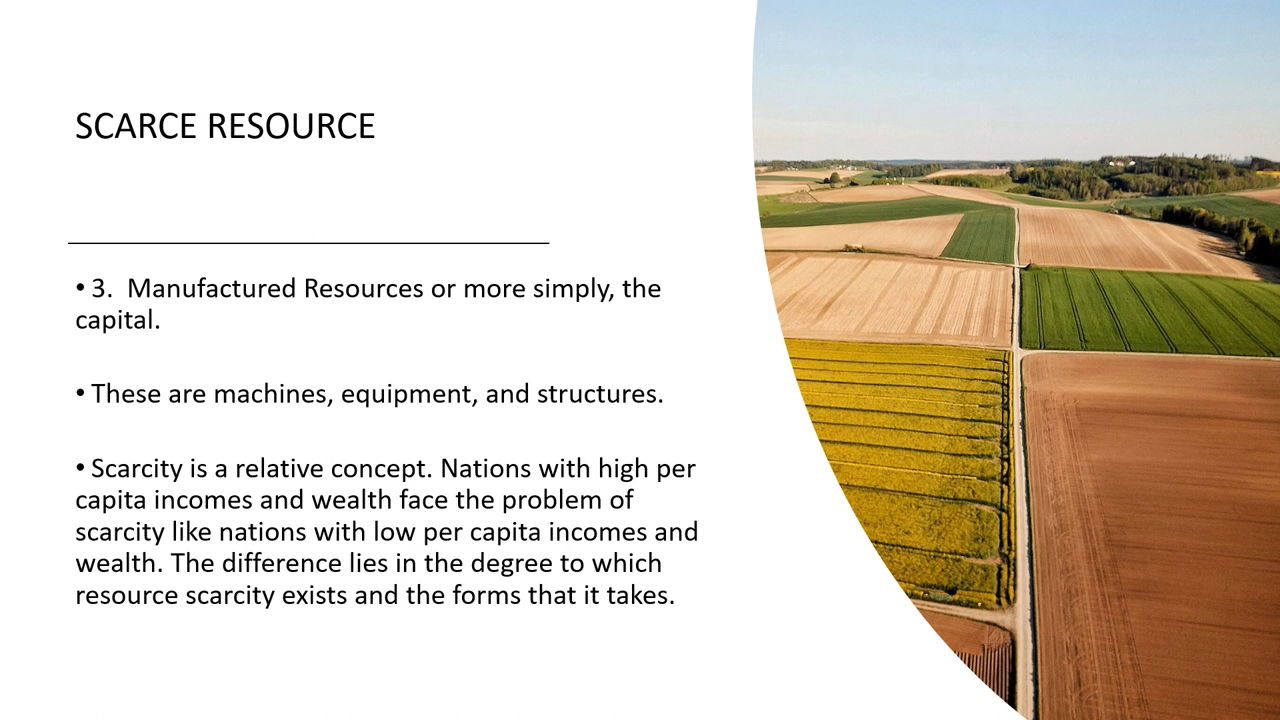 SCARCE RESOURCE
• 3.  Manufactured Resources or more simply, the
capital.
• These are machines, equipment, and structures.
• Scarcity is a relative concept. Nations with high per
capita incomes and wealth face the problem of
scarcity like nations with low per capita incomes and
wealth. The difference lies in the degree to which
resource scarcity exists and the forms that it takes.